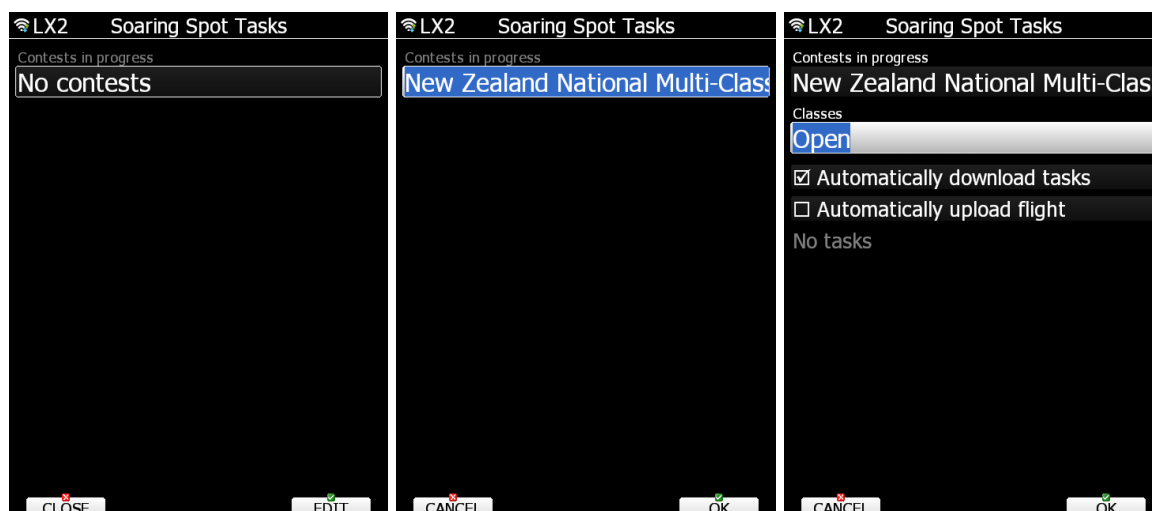 LX2 Soaring Spot Tasks
Contests in progress
No contests
CLOSE EDIT
LX2 Soaring Spot Tasks
Contests in progress
New Zealand National Multi-Class
CANCEL OK
LX2 Soaring Spot Tasks
Contests in progress
New Zealand National Multi-Clas
Classes
Open
Automatically download tasks
Automatically upload flight
No tasks
CANCEL OK